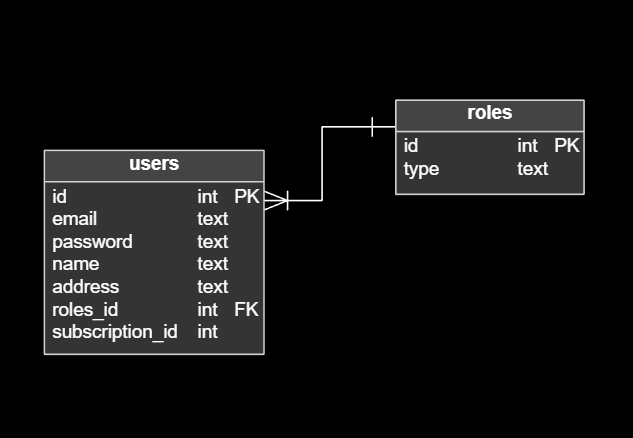 roles
id int PK
type text
users
id int PK
email text
password text
name text
address text
roles_id int FK
subscription_id int